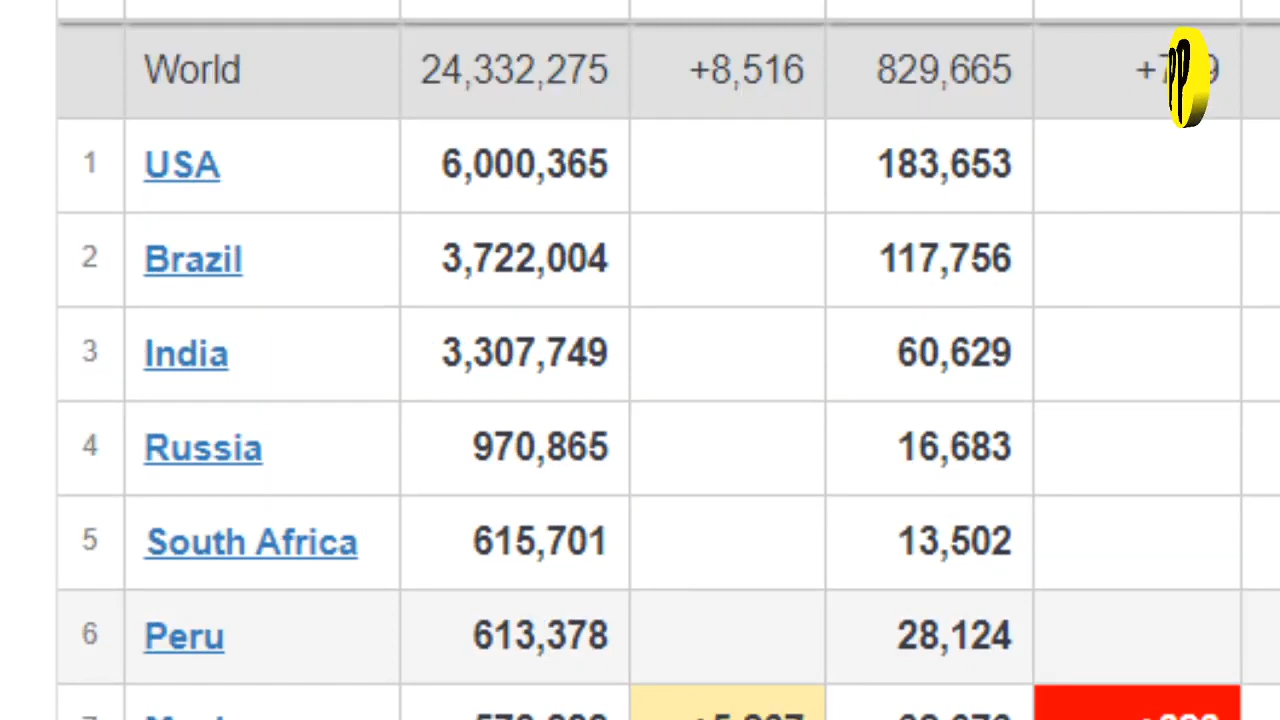 World 24,332,275 +8,516 829,665
1 USA 6,000,365 183,653
2 Brazil 3,722,004 117,756
3 India 3,307,749 60,629
4 Russia 970,865 16,683
5 South Africa 615,701 13,502
6 Peru 613,378 28,124